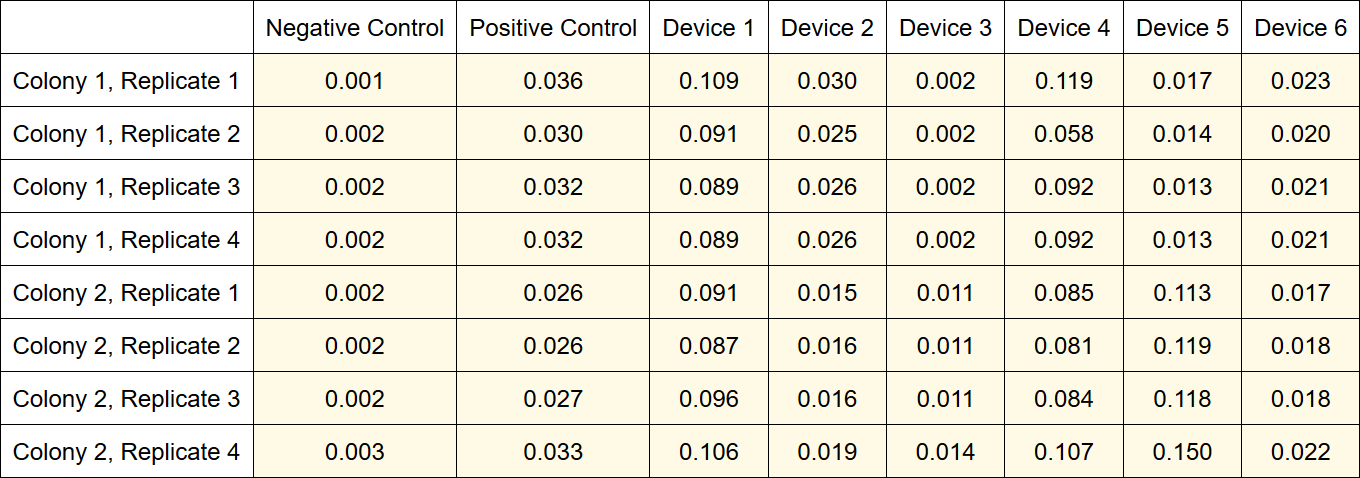 Negative Control Positive Control Device 1 Device 2 Device 3 Device 4 Device 5 Device 6
Colony 1, Replicate 1 0.001 0.036 0.109 0.030 0.002 0.119 0.017 0.023
Colony 1, Replicate 2 0.002 0.030 0.091 0.025 0.002 0.058 0.014 0.020
Colony 1, Replicate 3 0.002 0.032 0.089 0.026 0.002 0.092 0.013 0.021
Colony 1, Replicate 4 0.002 0.032 0.089 0.026 0.002 0.092 0.013 0.021
Colony 2, Replicate 1 0.002 0.026 0.091 0.015 0.011 0.085 0.113 0.017
Colony 2, Replicate 2 0.002 0.026 0.087 0.016 0.011 0.081 0.119 0.018
Colony 2, Replicate 3 0.002 0.027 0.096 0.016 0.011 0.084 0.118 0.018
Colony 2, Replicate 4 0.003 0.033 0.106 0.019 0.014 0.107 0.150 0.022